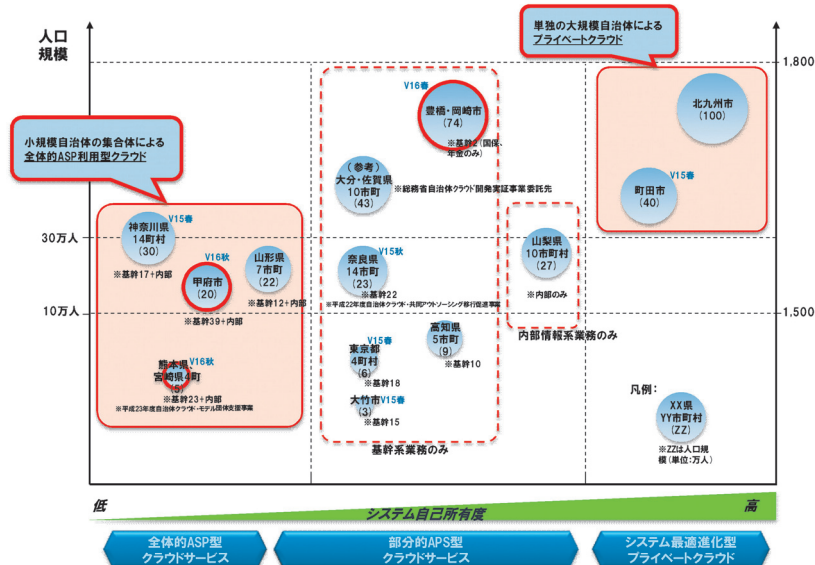 人口
規模
単独の大規模自治体による
プライベートクラウド
1.800
小規模自治体の集合体による
全体的ASP利用型クラウド
V16春
豊橋・岡崎市
(74)
※基幹2(国保、
年金のみ)
北九州市
(100)
(参考)
大分・佐賀県
10市町
(43)
※総務省自治体クラウド開発実証事業委託先
V15春
町田市
(40)
V15春
神奈川県
14町村
(30)
※基幹17+内部
30万人
V16秋
甲府市
(20)
※基幹39+内部
山形県
7市町
(22)
※基幹12+内部
V15秋
奈良県
14市町
(23)
※基幹22
※平成22年度自治体クラウド・共同アウトソーシング移行促進事業
山梨県
10市町村
(27)
※内部のみ
10万人
1.500
内部情報系業務のみ
高知県
5市町
(9)
※基幹10
V15春
東京都
4町村
(6)
※基幹18
V16秋
熊本県、
宮崎県4町
(5)
※基幹23+内部
※平成23年度自治体クラウド・モデル団体支援事業
大竹市
V15春
(3)
※基幹15
基幹系業務のみ
凡例:
XX県
YY市町村
(ZZ)
※ZZは人口規
模(単位:万人)
低
システム自己所有度
高
全体的ASP型
クラウドサービス
部分的APS型
クラウドサービス
システム最適進化型
プライベートクラウド